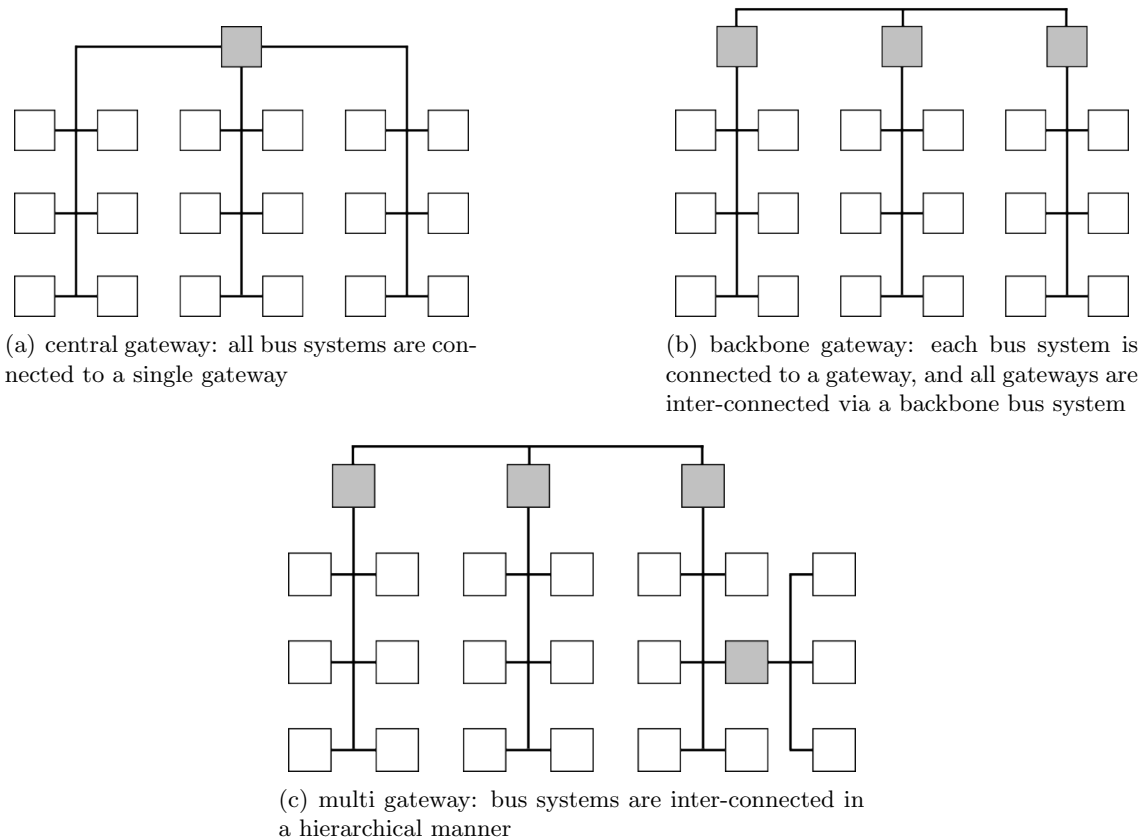 (a) central gateway: all bus systems are con-
nected to a single gateway
(b) backbone gateway: each bus system is
connected to a gateway, and all gateways are
inter-connected via a backbone bus system
(c) multi gateway: bus systems are inter-connected in
a hierarchical manner